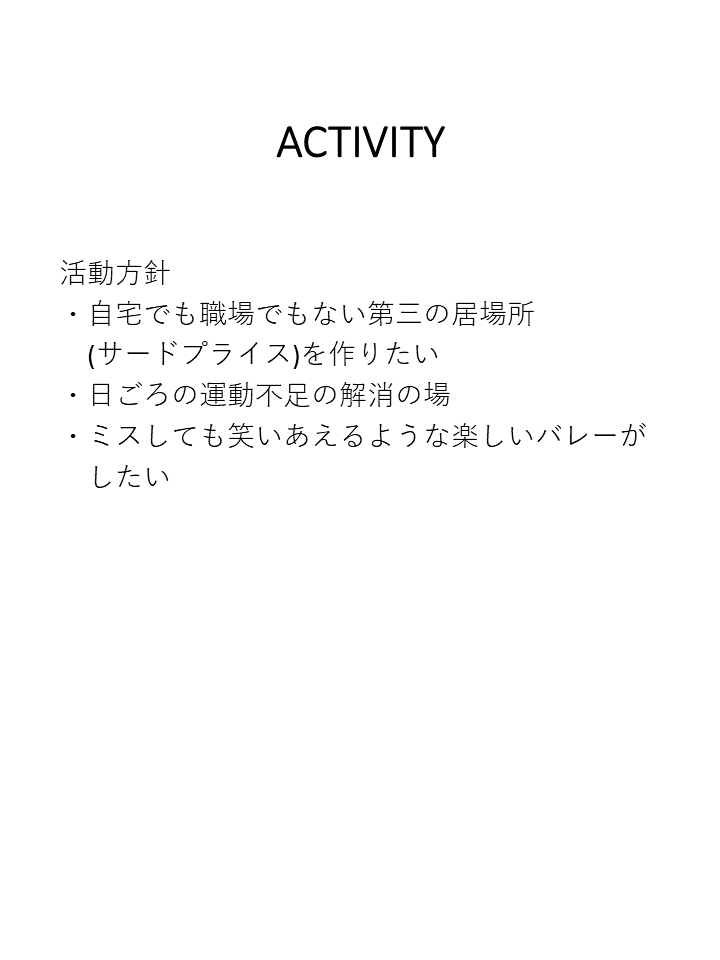 ACTIVITY
活動方針
・自宅でも職場でもない第三の居場所
(サードプライス)を作りたい
・日ごろの運動不足の解消の場
・ミスしても笑いあえるような楽しいバレーが
したい